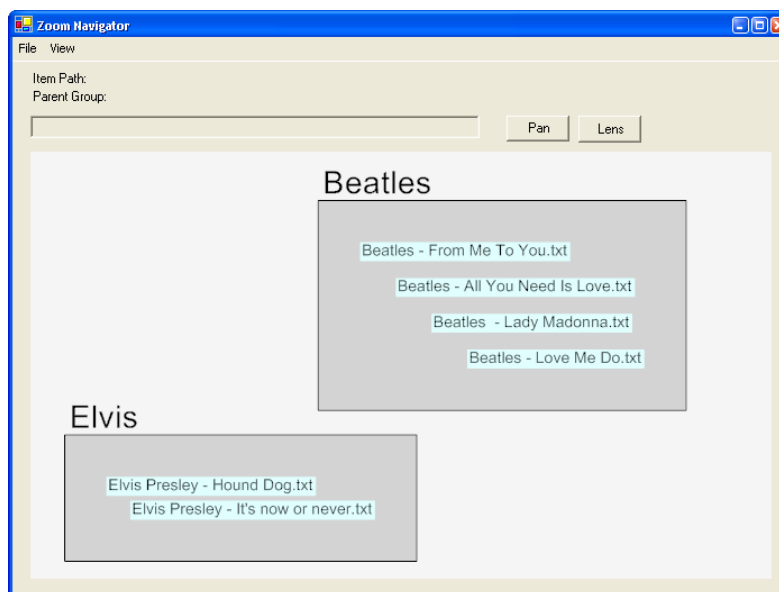 Zoom Navigator
File View
Item Path:
Parent Group:
Pan Lens
Beatles
Beatles - From Me To You.txt
Beatles - All You Need Is Love.txt
Beatles  - Lady Madonna.txt
Beatles - Love Me Do.txt
Elvis
Elvis Presley - Hound Dog.txt
Elvis Presley - It's now or never.txt